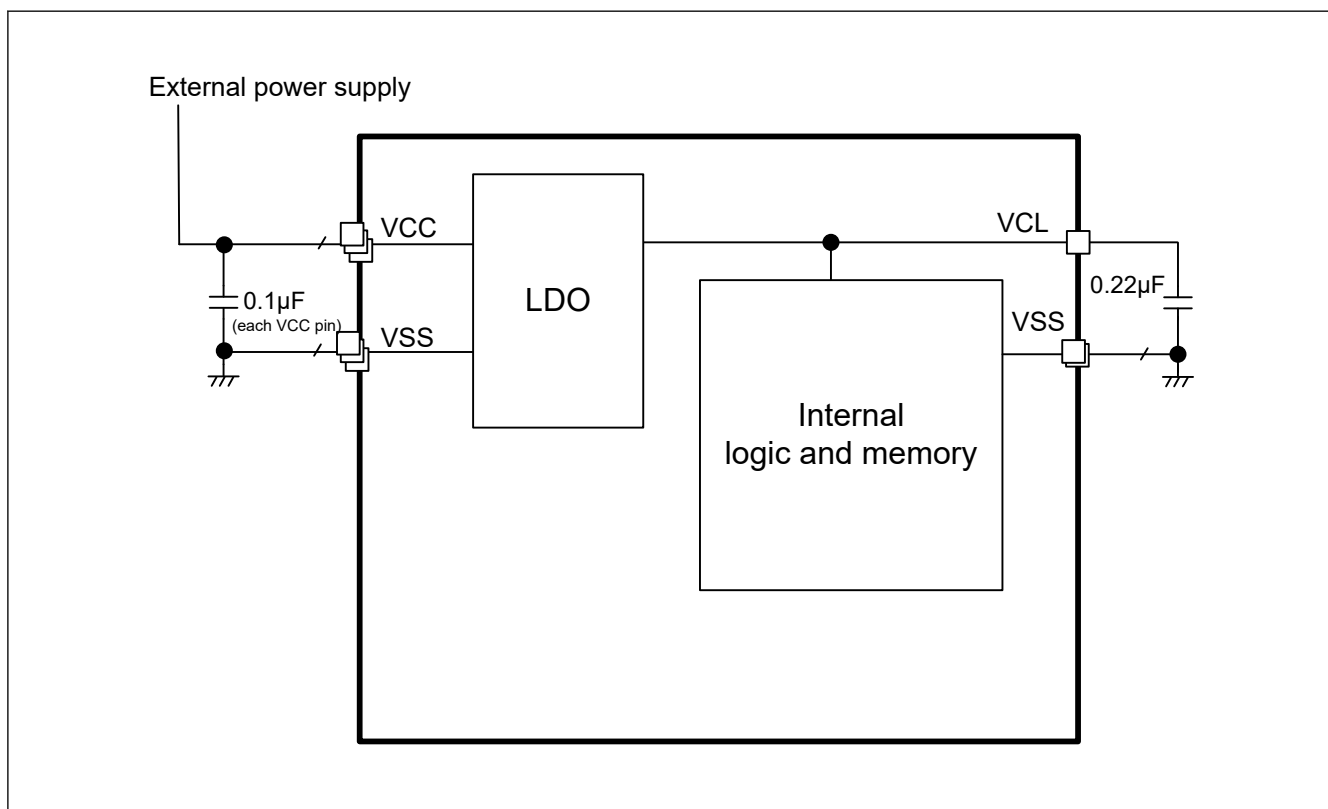 External power supply
VCC
VCL
LDO
0.1µF
(each VCC pin)
0.22µF
VSS
VSS
Internal
logic and memory